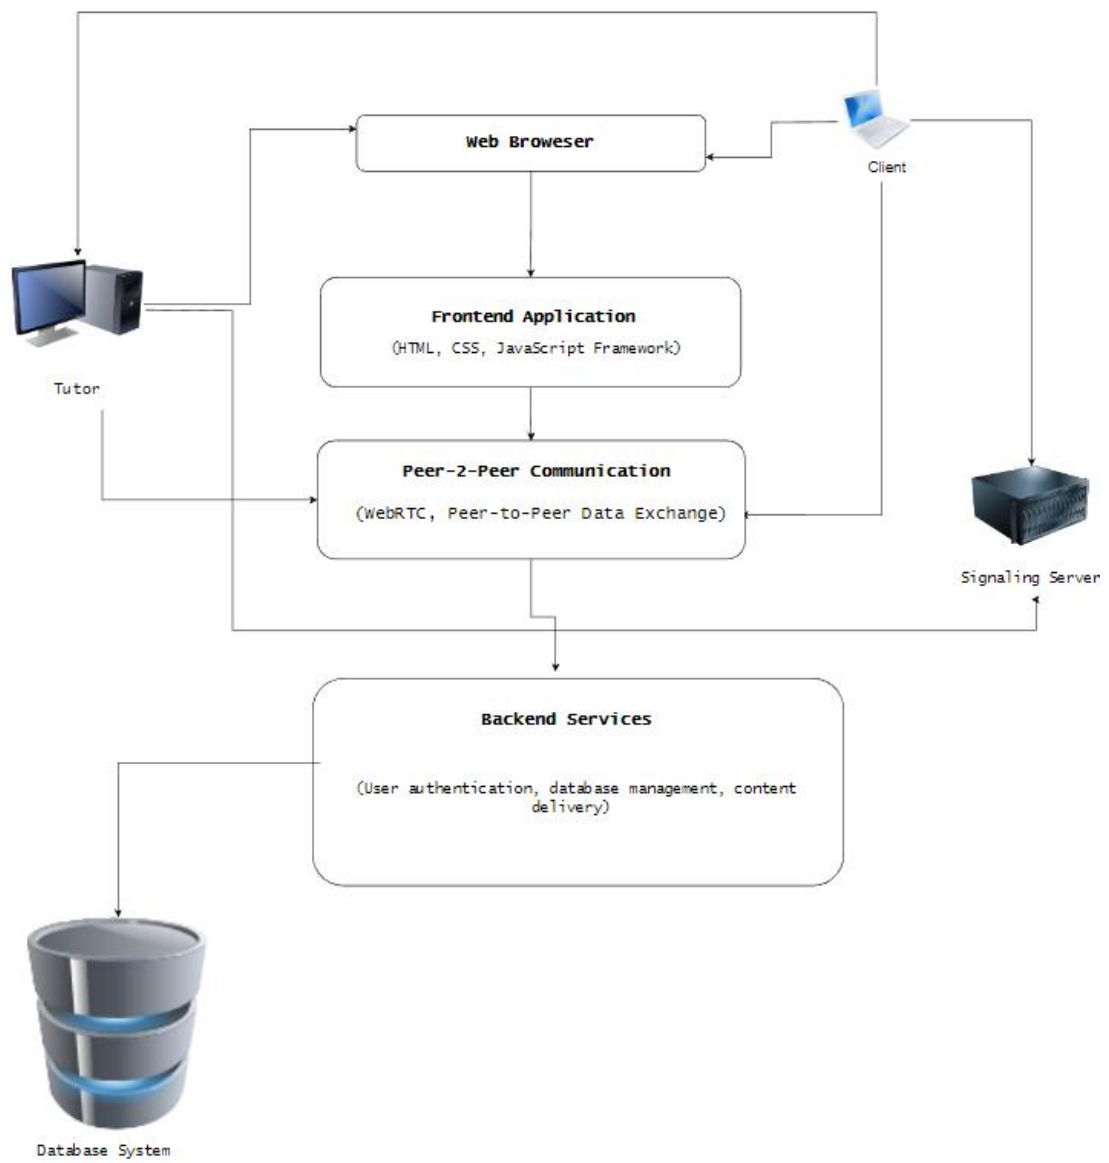 Web Broweser
Client
Frontend Application
(HTML, CSS, JavaScript Framework)
Tutor
Peer-2-Peer Communication
(WebRTC, Peer-to-Peer Data Exchange)
Signaling Server
Backend Services
(User authentication, database management, content
delivery)
Database System